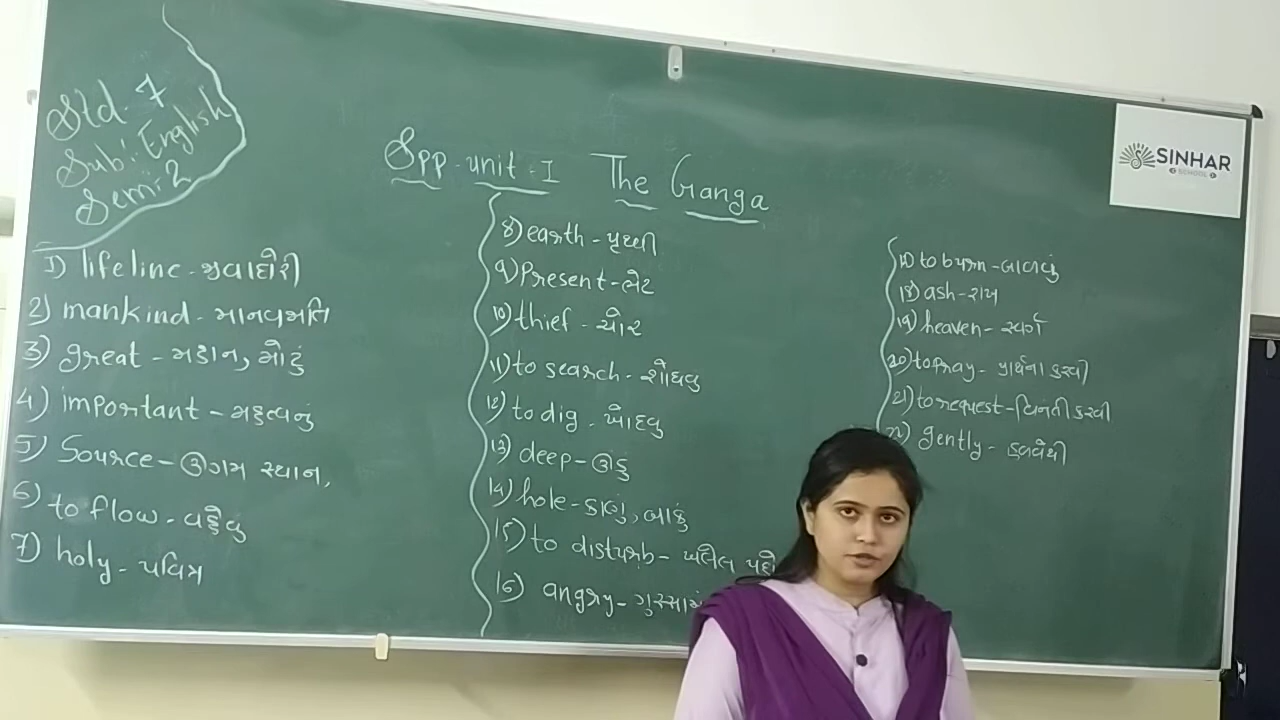 Std. 7
Sub: English
Sem: 2
Spp. unit - I The Ganga
1) lifeline - જીવાદોરી
2) mankind - માનવજાતિ
3) great - મહાન, મોટું
4) important - મહત્વનું
5) Source - ઊગમ સ્થાન,
6) to flow - વહેવુ
7) holy - પવિત્ર
8) earth - પૃથ્વી
9) Present - ભેટ
10) thief - ચોર
11) to search - શોધવુ
12) to dig - ખોદવુ
13) deep - ઊંડુ
14) hole - કાણું, બાકું
15) to disturb - ખલેલ
16) angry -
to burn - બાળવું
18) ash - રાખ
19) heaven - સ્વર્ગ
20) to Pray - પ્રાર્થના કરવી
21) to request - વિનંતી કરવી
22) gently - હળવેથી
SINHAR
SCHOOL